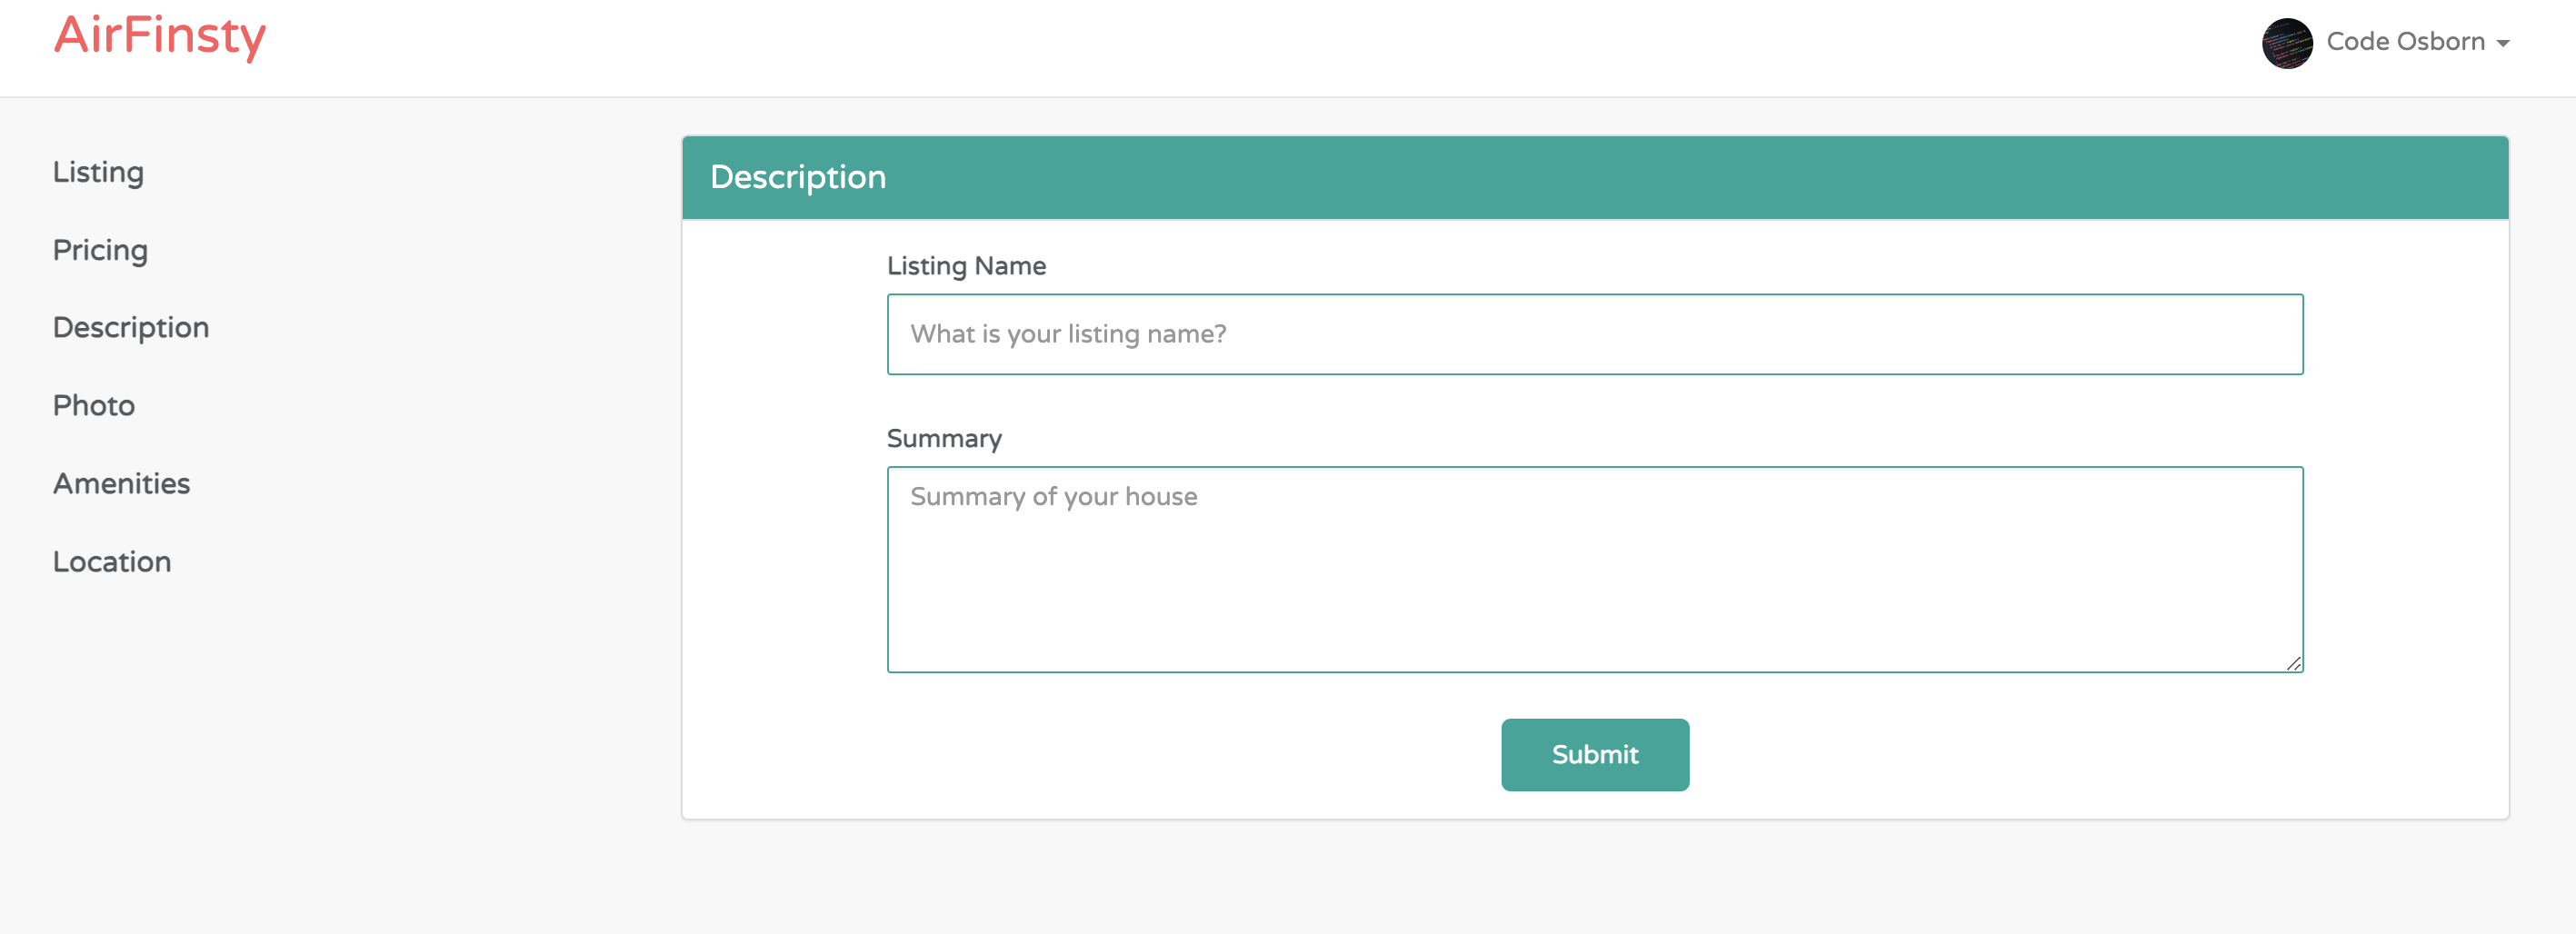 AirFinsty
Code Osborn
Listing
Pricing
Description
Photo
Amenities
Location
Description
Listing Name
What is your listing name?
Summary
Summary of your house
Submit